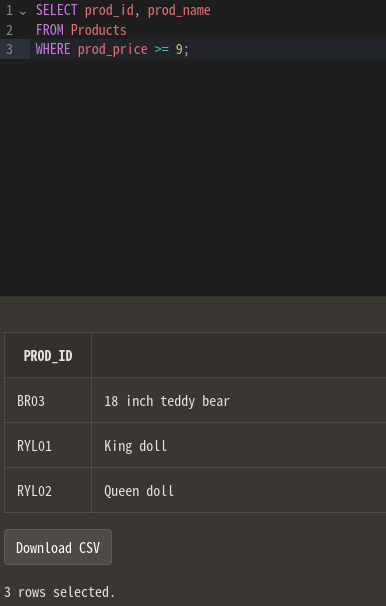 1 SELECT prod_id, prod_name
2 FROM Products
3 WHERE prod_price >= 9;
PROD_ID
BR03 18 inch teddy bear
RYL01 King doll
RYL02 Queen doll
Download CSV
3 rows selected.